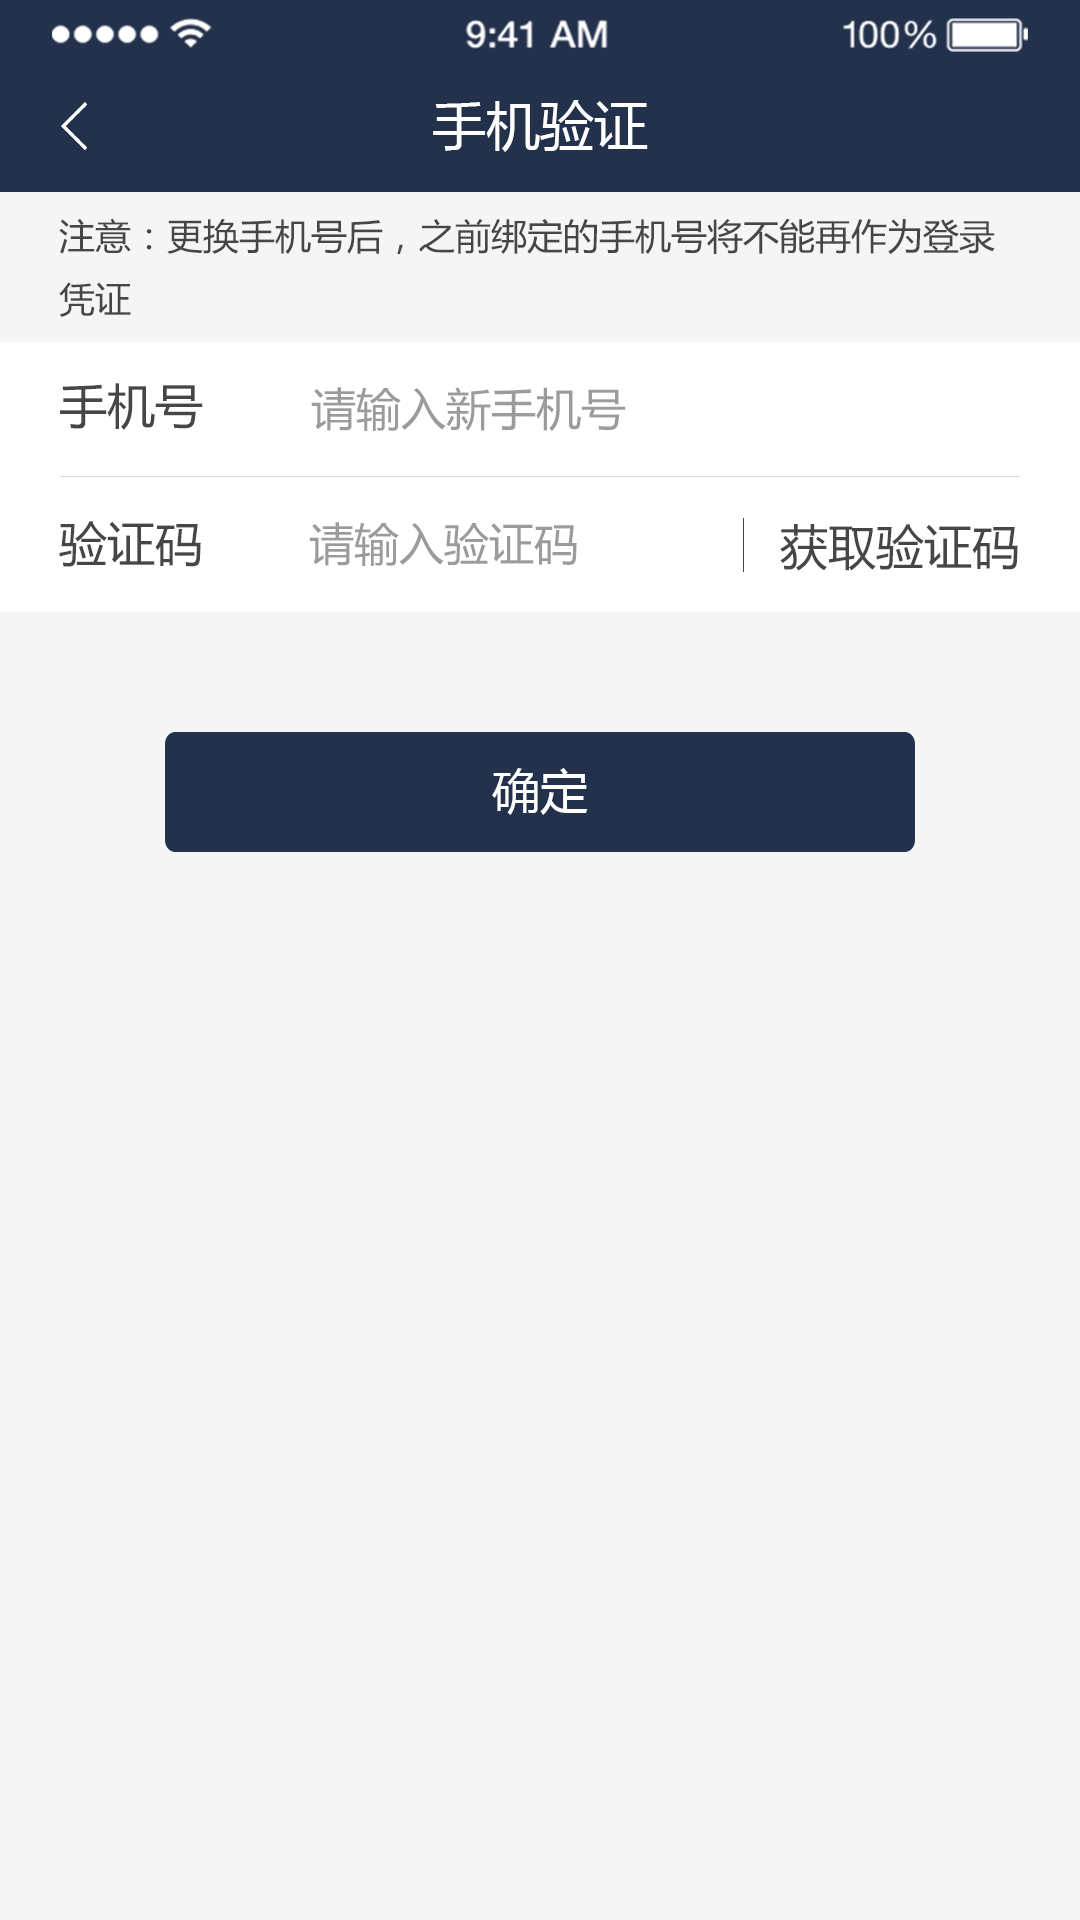 9:41 AM 100%
手机验证
注意：更换手机号后，之前绑定的手机号将不能再作为登录
凭证
手机号 请输入新手机号
验证码 请输入验证码 获取验证码
确定